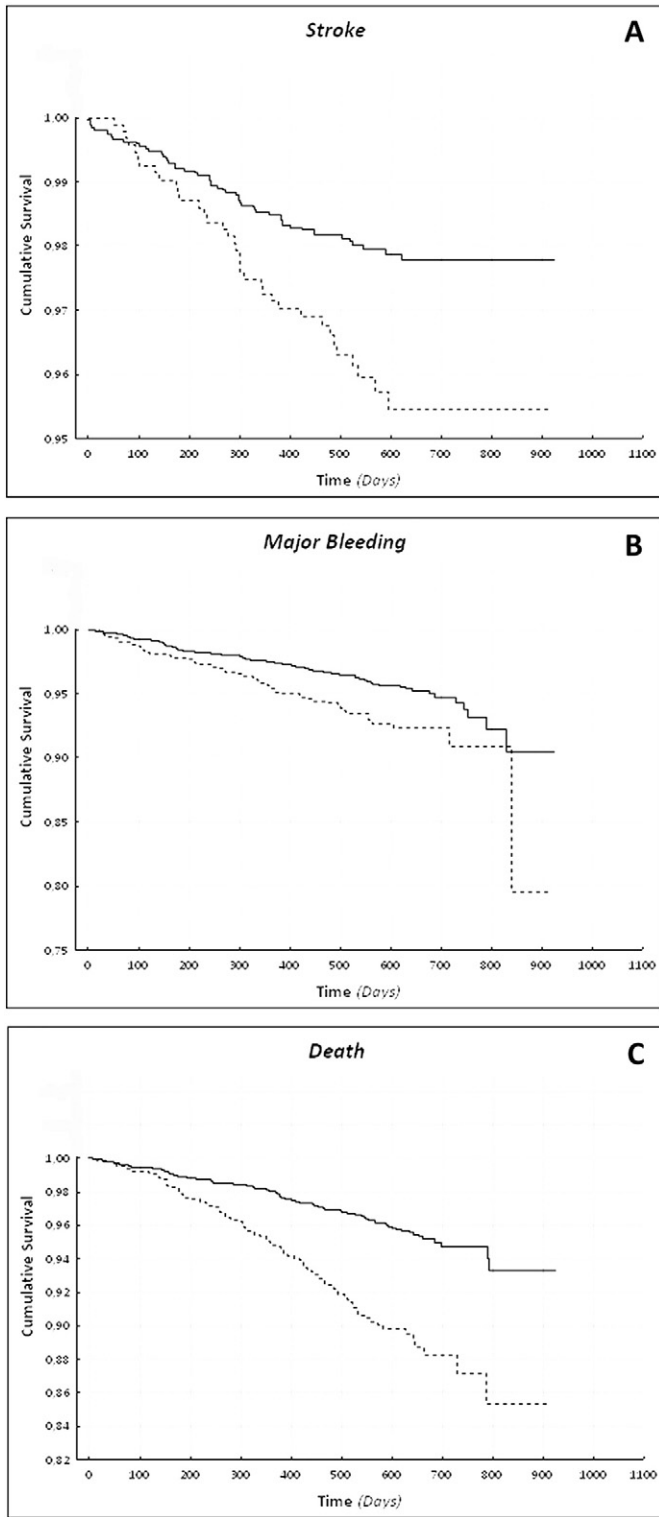 Stroke
A
1.00
0.99
0.98
0.97
0.96
0.95
Cumulative Survival
0 100 200 300 400 500 600 700 800 900 1000 1100
Time (Days)
Major Bleeding
B
1.00
0.95
0.90
0.85
0.80
0.75
Cumulative Survival
0 100 200 300 400 500 600 700 800 900 1000 1100
Time (Days)
Death
C
1.00
0.98
0.96
0.94
0.92
0.90
0.88
0.86
0.84
0.82
Cumulative Survival
0 100 200 300 400 500 600 700 800 900 1000 1100
Time (Days)